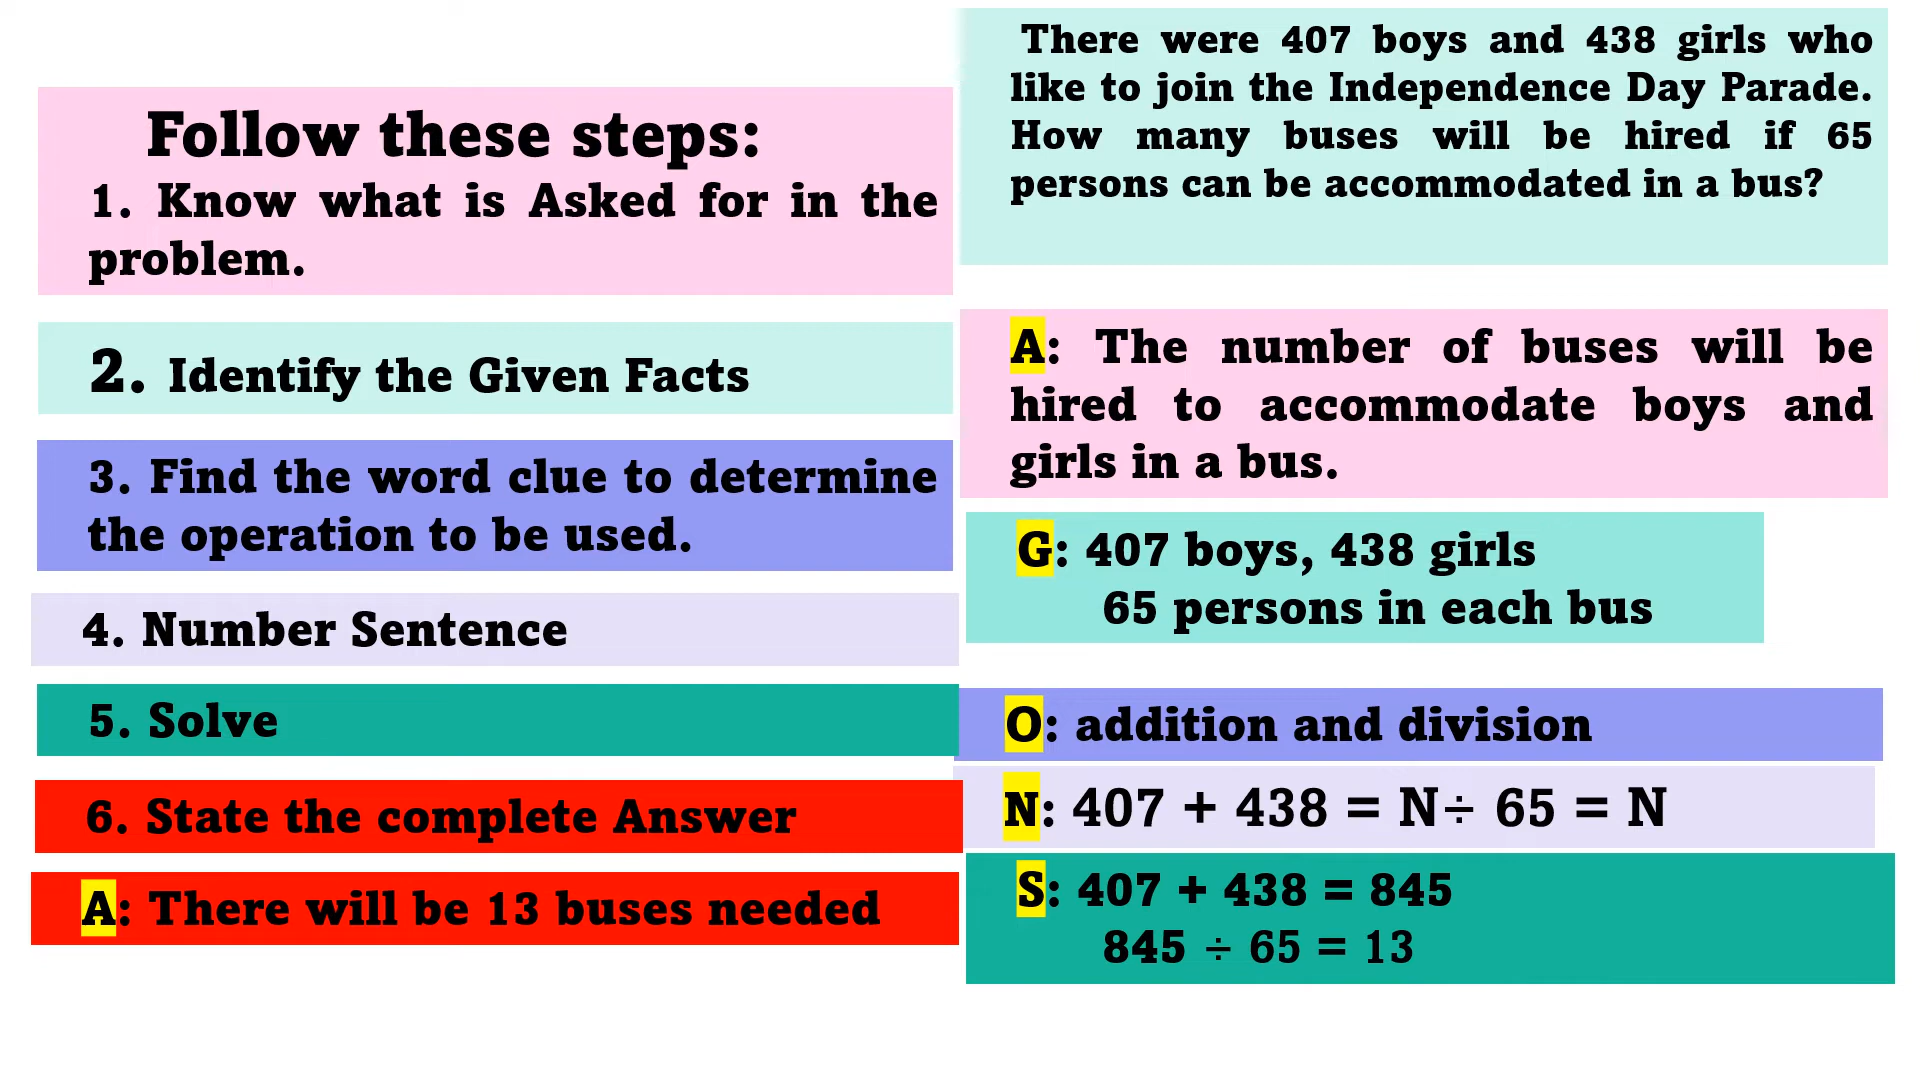 Follow these steps:
1. Know what is Asked for in the
problem.
2. Identify the Given Facts
3. Find the word clue to determine
the operation to be used.
4. Number Sentence
5. Solve
6. State the complete Answer
A: There will be 13 buses needed
There were 407 boys and 438 girls who
like to join the Independence Day Parade.
How many buses will be hired if 65
persons can be accommodated in a bus?
A: The number of buses will be
hired to accommodate boys and
girls in a bus.
G: 407 boys, 438 girls
65 persons in each bus
O: addition and division
N: 407 + 438 = N÷ 65 = N
S: 407 + 438 = 845
845 ÷ 65 = 13